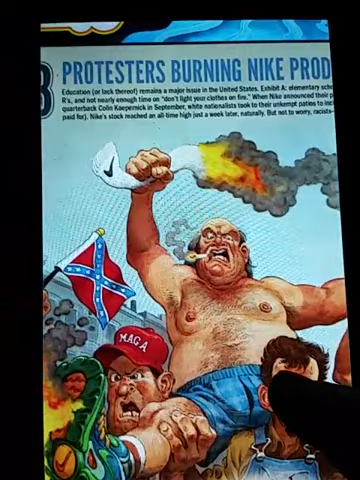 3 PROTESTERS BURNING NIKE PROD
Education (or lack thereof) remains a major issue in the United States. Exhibit A: elementary
R's, and not nearly enough time on "don't light your clothes on fire." When Nike announced their
quarterback Colin Kaepernick in September, white nationalists took to their unkempt patios to
paid for). Nike's stock reached an all-time high just a week later, naturally. But not to worry, racists
MAGA